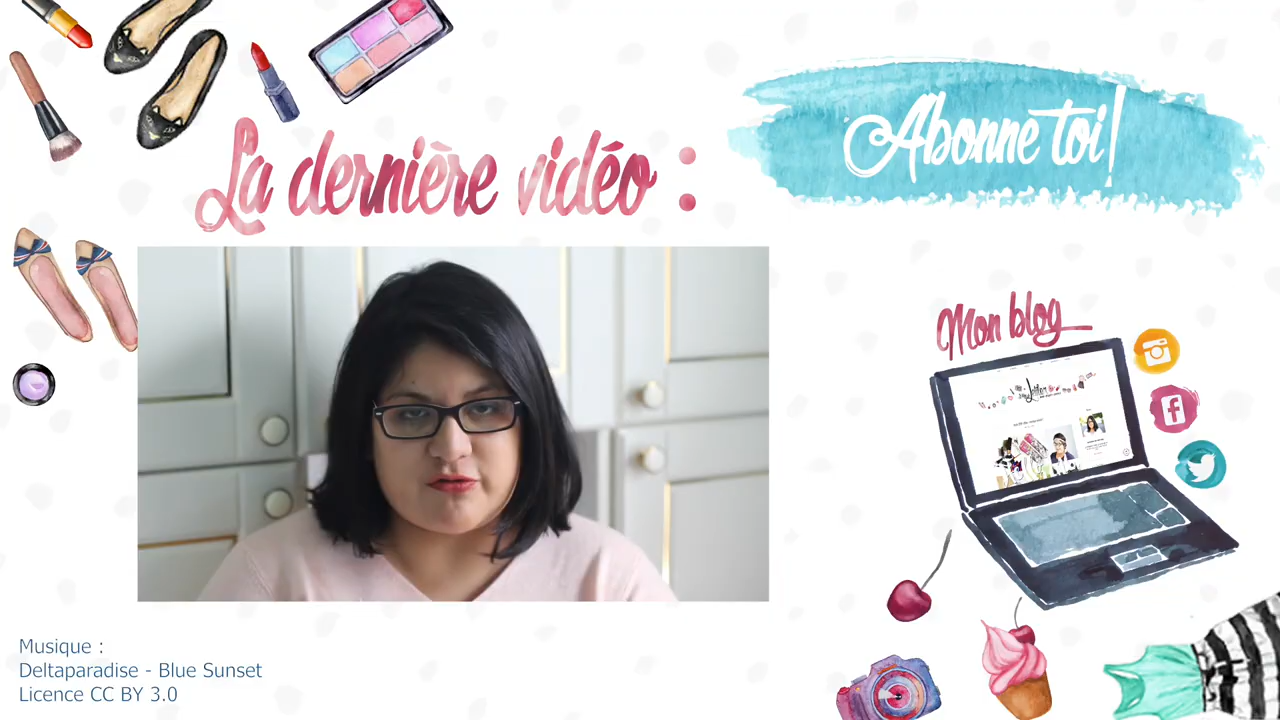 La dernière vidéo :
Abonne toi !
Mon blog
Musique :
Deltaparadise - Blue Sunset
Licence CC BY 3.0